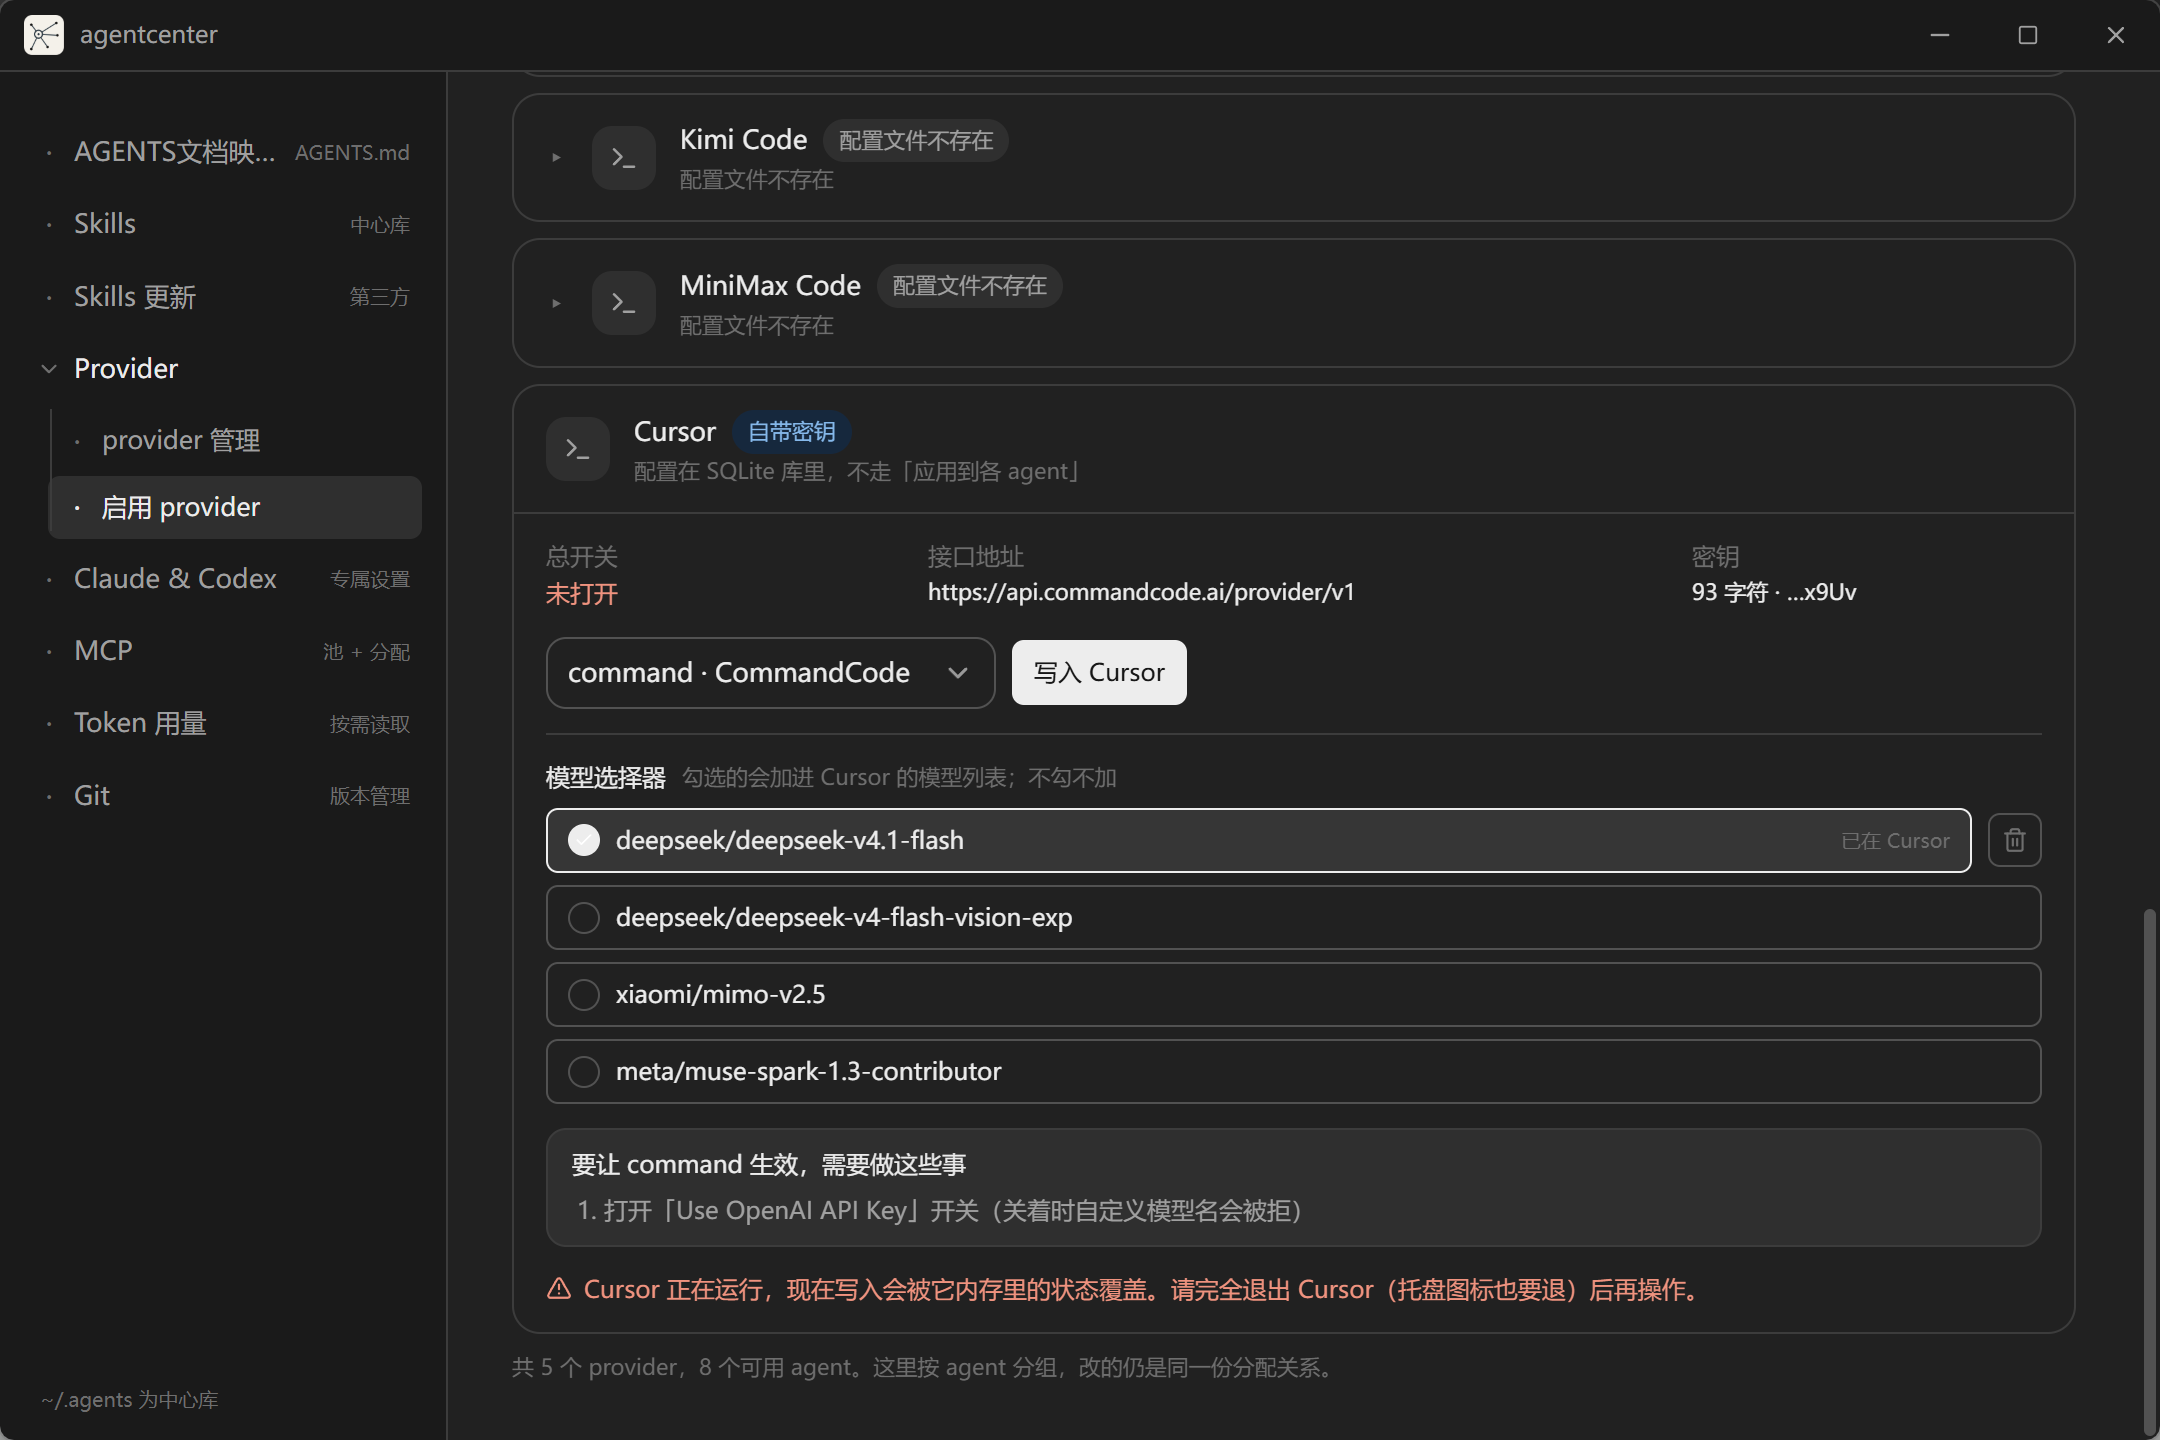 agentcenter
AGENTS文档映... AGENTS.md
Skills 中心库
Skills 更新 第三方
Provider
provider 管理
启用 provider
Claude & Codex 专属设置
MCP 池 + 分配
Token 用量 按需读取
Git 版本管理
~/.agents 为中心库
Kimi Code 配置文件不存在
配置文件不存在
MiniMax Code 配置文件不存在
配置文件不存在
Cursor 自带密钥
配置在 SQLite 库里，不走「应用到各 agent」
总开关 接口地址 密钥
未打开 https://api.commandcode.ai/provider/v1 93 字符 · ...x9Uv
command · CommandCode 写入 Cursor
模型选择器 勾选的会加进 Cursor 的模型列表；不勾不加
deepseek/deepseek-v4.1-flash 已在 Cursor
deepseek/deepseek-v4-flash-vision-exp
xiaomi/mimo-v2.5
meta/muse-spark-1.3-contributor
要让 command 生效，需要做这些事
1. 打开「Use OpenAI API Key」开关（关着时自定义模型名会被拒）
Cursor 正在运行，现在写入会被它内存里的状态覆盖。请完全退出 Cursor（托盘图标也要退）后再操作。
共 5 个 provider，8 个可用 agent。这里按 agent 分组，改的仍是同一份分配关系。